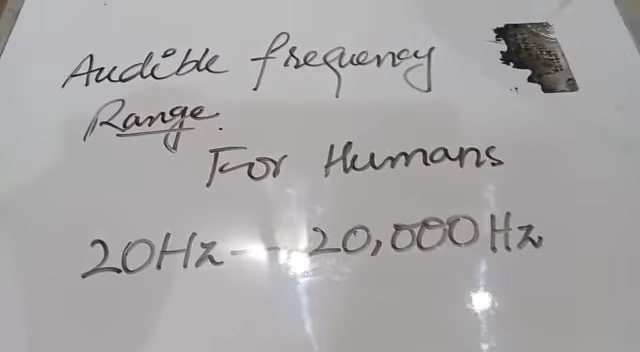 Audible frequency
Range.
For Humans
20Hz - 20,000Hz